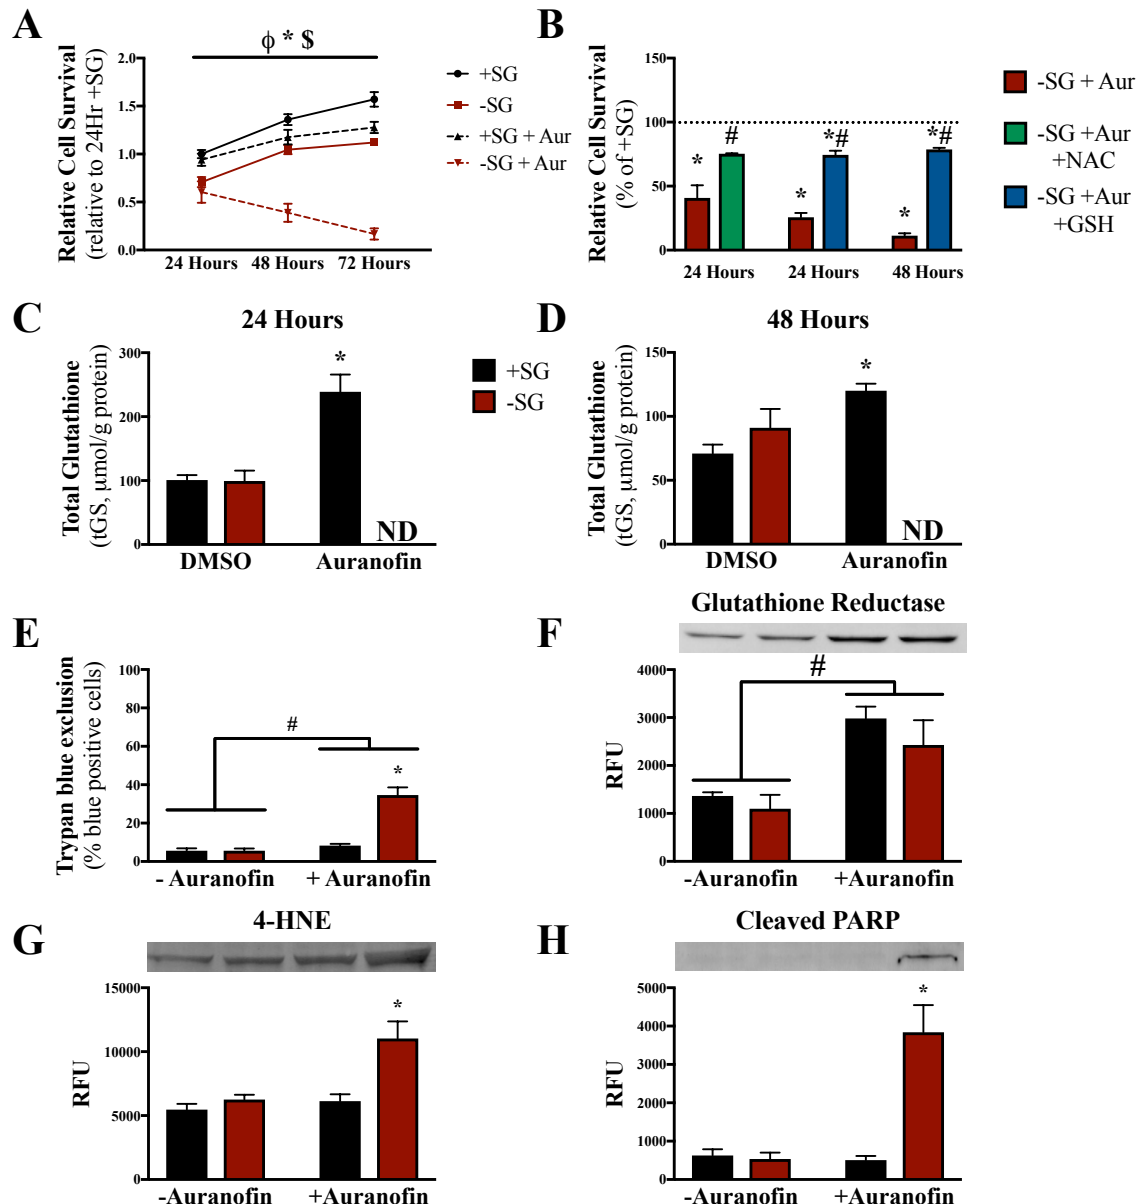 A
ϕ * $
Relative Cell Survival
(relative to 24Hr +SG)
2.0
1.5
1.0
0.5
0.0
24 Hours 48 Hours 72 Hours
+SG
-SG
+SG + Aur
-SG + Aur
B
Relative Cell Survival
(% of +SG)
150
100
50
0
* # * *# * *#
24 Hours 24 Hours 48 Hours
-SG + Aur
-SG +Aur
+NAC
-SG +Aur
+GSH
C
24 Hours
Total Glutathione
(tGS, μmol/g protein)
300
200
100
0
*
ND
DMSO Auranofin
+SG
-SG
D
48 Hours
Total Glutathione
(tGS, μmol/g protein)
150
100
50
0
*
ND
DMSO Auranofin
E
Trypan blue exclusion
(% blue positive cells)
100
80
60
40
20
0
#
*
- Auranofin + Auranofin
F
Glutathione Reductase
RFU
4000
3000
2000
1000
0
#
-Auranofin +Auranofin
G
4-HNE
RFU
15000
10000
5000
0
*
-Auranofin +Auranofin
H
Cleaved PARP
RFU
5000
4000
3000
2000
1000
0
*
-Auranofin +Auranofin